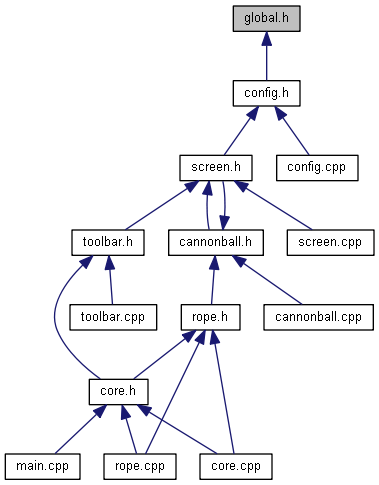 global.h
config.h
screen.h
config.cpp
toolbar.h
cannonball.h
screen.cpp
toolbar.cpp
rope.h
cannonball.cpp
core.h
main.cpp
rope.cpp
core.cpp